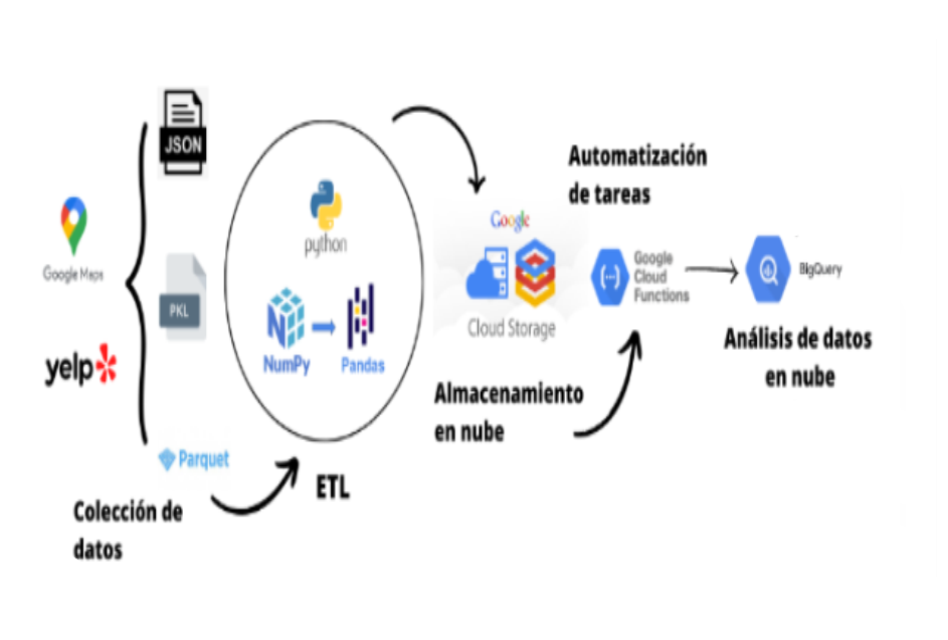 JSON
Google Maps
PKL
yelp
Parquet
Colección de
datos
python
NumPy
Pandas
ETL
Google
Cloud Storage
Almacenamiento
en nube
Automatización
de tareas
Google
Cloud
Functions
BigQuery
Análisis de datos
en nube